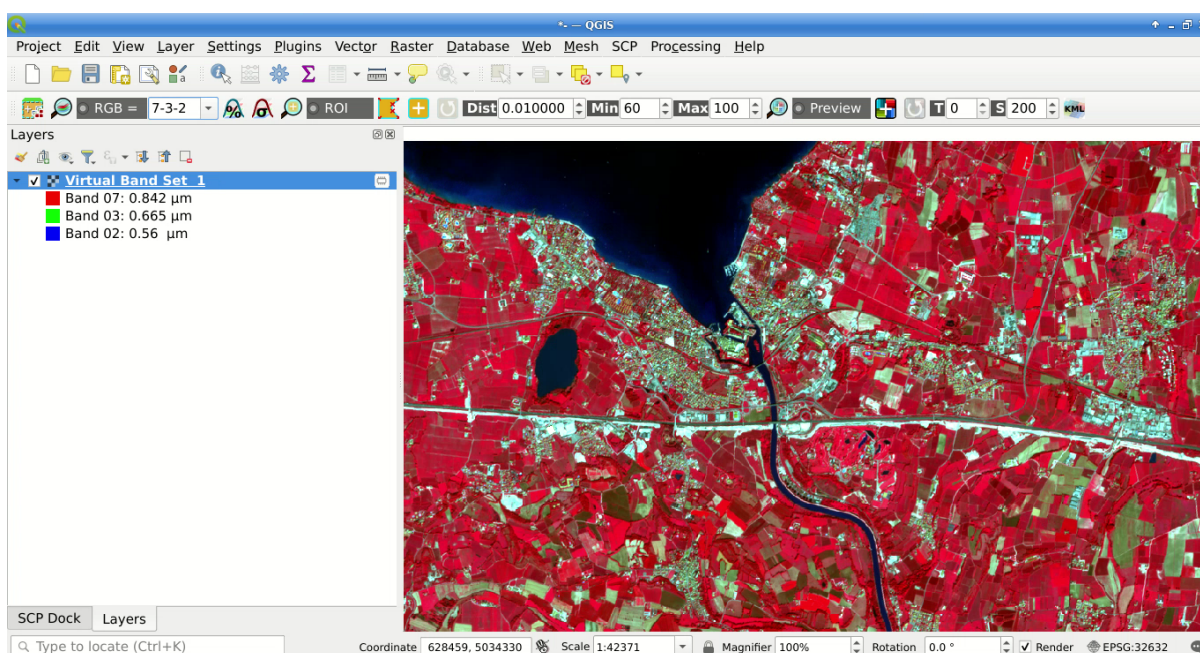 *- — QGIS
Project Edit View Layer Settings Plugins Vector Raster Database Web Mesh SCP Processing Help
RGB = 7-3-2 ROI Dist 0.010000 Min 60 Max 100 Preview T 0 S 200 KML
Layers
Virtual Band Set 1
Band 07: 0.842 µm
Band 03: 0.665 µm
Band 02: 0.56 µm
SCP Dock Layers
Type to locate (Ctrl+K) Coordinate 628459, 5034330 Scale 1:42371 Magnifier 100% Rotation 0.0 ° Render EPSG:32632